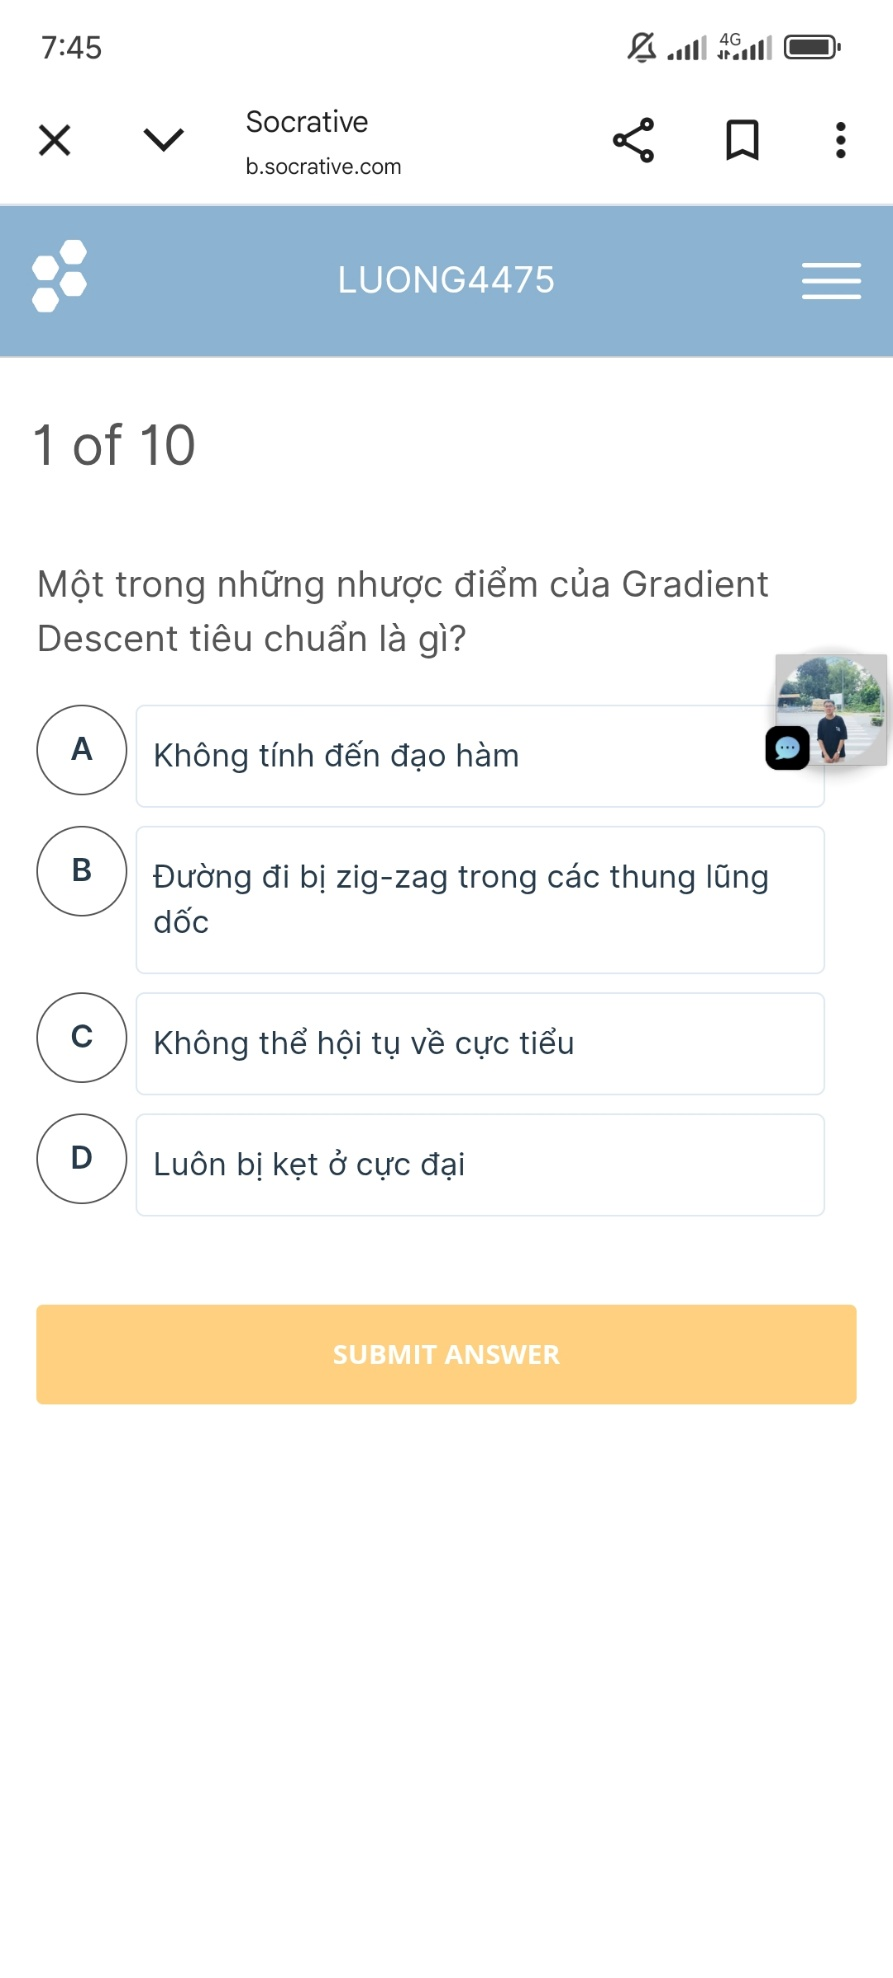 7:45
4G
Socrative
b.socrative.com
LUONG4475
1 of 10
Một trong những nhược điểm của Gradient
Descent tiêu chuẩn là gì?
A
Không tính đến đạo hàm
B
Đường đi bị zig-zag trong các thung lũng
dốc
C
Không thể hội tụ về cực tiểu
D
Luôn bị kẹt ở cực đại
SUBMIT ANSWER